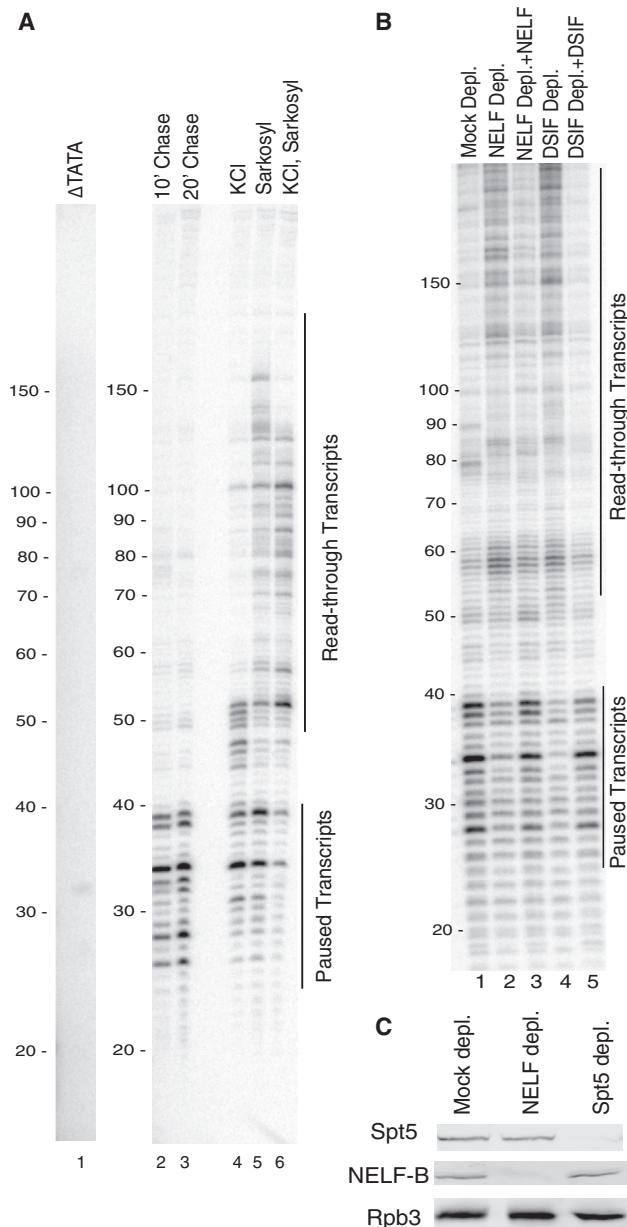 A
ΔTATA
10' Chase
20' Chase
KCl
Sarkosyl
KCl, Sarkosyl
150 -
100 -
90 -
80 -
70 -
60 -
50 -
40 -
30 -
20 -
150 -
100 -
90 -
80 -
70 -
60 -
50 -
40 -
30 -
20 -
Read-through Transcripts
Paused Transcripts
1
2 3
4 5 6
B
Mock Depl.
NELF Depl.
NELF Depl.+NELF
DSIF Depl.
DSIF Depl.+DSIF
150 -
100 -
90 -
80 -
70 -
60 -
50 -
40 -
30 -
20 -
Read-through Transcripts
Paused Transcripts
1 2 3 4 5
C
Mock depl.
NELF depl.
Spt5 depl.
Spt5
NELF-B
Rpb3